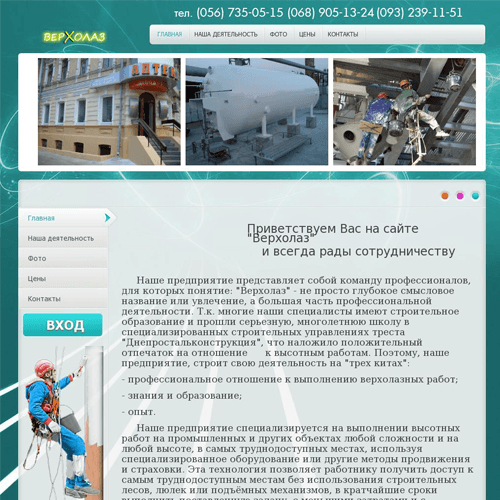 тел. (056) 735-05-15 (068) 905-13-24 (093) 239-11-51
ВЕРХОЛАЗ
ГЛАВНАЯ НАША ДЕЯТЕЛЬНОСТЬ ФОТО ЦЕНЫ КОНТАКТЫ
АПТЕКА
Главная
Наша деятельность
Фото
Цены
Контакты
ВХОД
Приветствуем Вас на сайте
"Верхолаз"
и всегда рады сотрудничеству
Наше предприятие представляет собой команду профессионалов,
для которых понятие: "Верхолаз" - не просто глубокое смысловое
название или увлечение, а большая часть профессиональной
деятельности. Т.к. многие наши специалисты имеют строительное
образование и прошли серьезную, многолетнюю школу в
специализированных строительных управлениях треста
"Днепростальконструкция", что наложило положительный
отпечаток на отношение к высотным работам. Поэтому, наше
предприятие, строит свою деятельность на "трех китах":
- профессиональное отношение к выполнению верхолазных работ;
- знания и образование;
- опыт.
Наше предприятие специализируется на выполнении высотных
работ на промышленных и других объектах любой сложности и на
любой высоте, в самых труднодоступных местах, используя
специализированное оборудование или другие методы продвижения
и страховки. Эта технология позволяет работнику получить доступ к
самым труднодоступным местам без использования строительных
лесов, люлек или подъёмных механизмов, в кратчайшие сроки